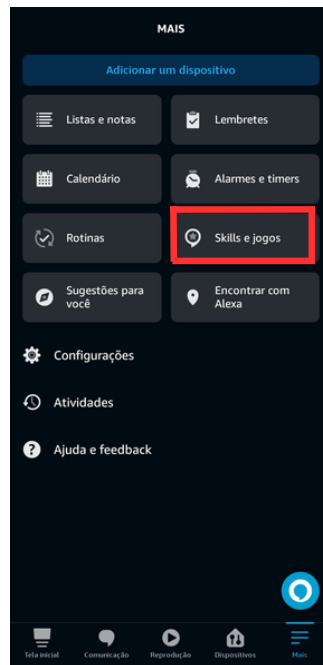 MAIS
Adicionar um dispositivo
Listas e notas
Lembretes
Calendário
Alarmes e timers
Rotinas
Skills e jogos
Sugestões para
você
Encontrar com
Alexa
Configurações
Atividades
Ajuda e feedback
Tela inicial
Comunicação
Reprodução
Dispositivos
Mais